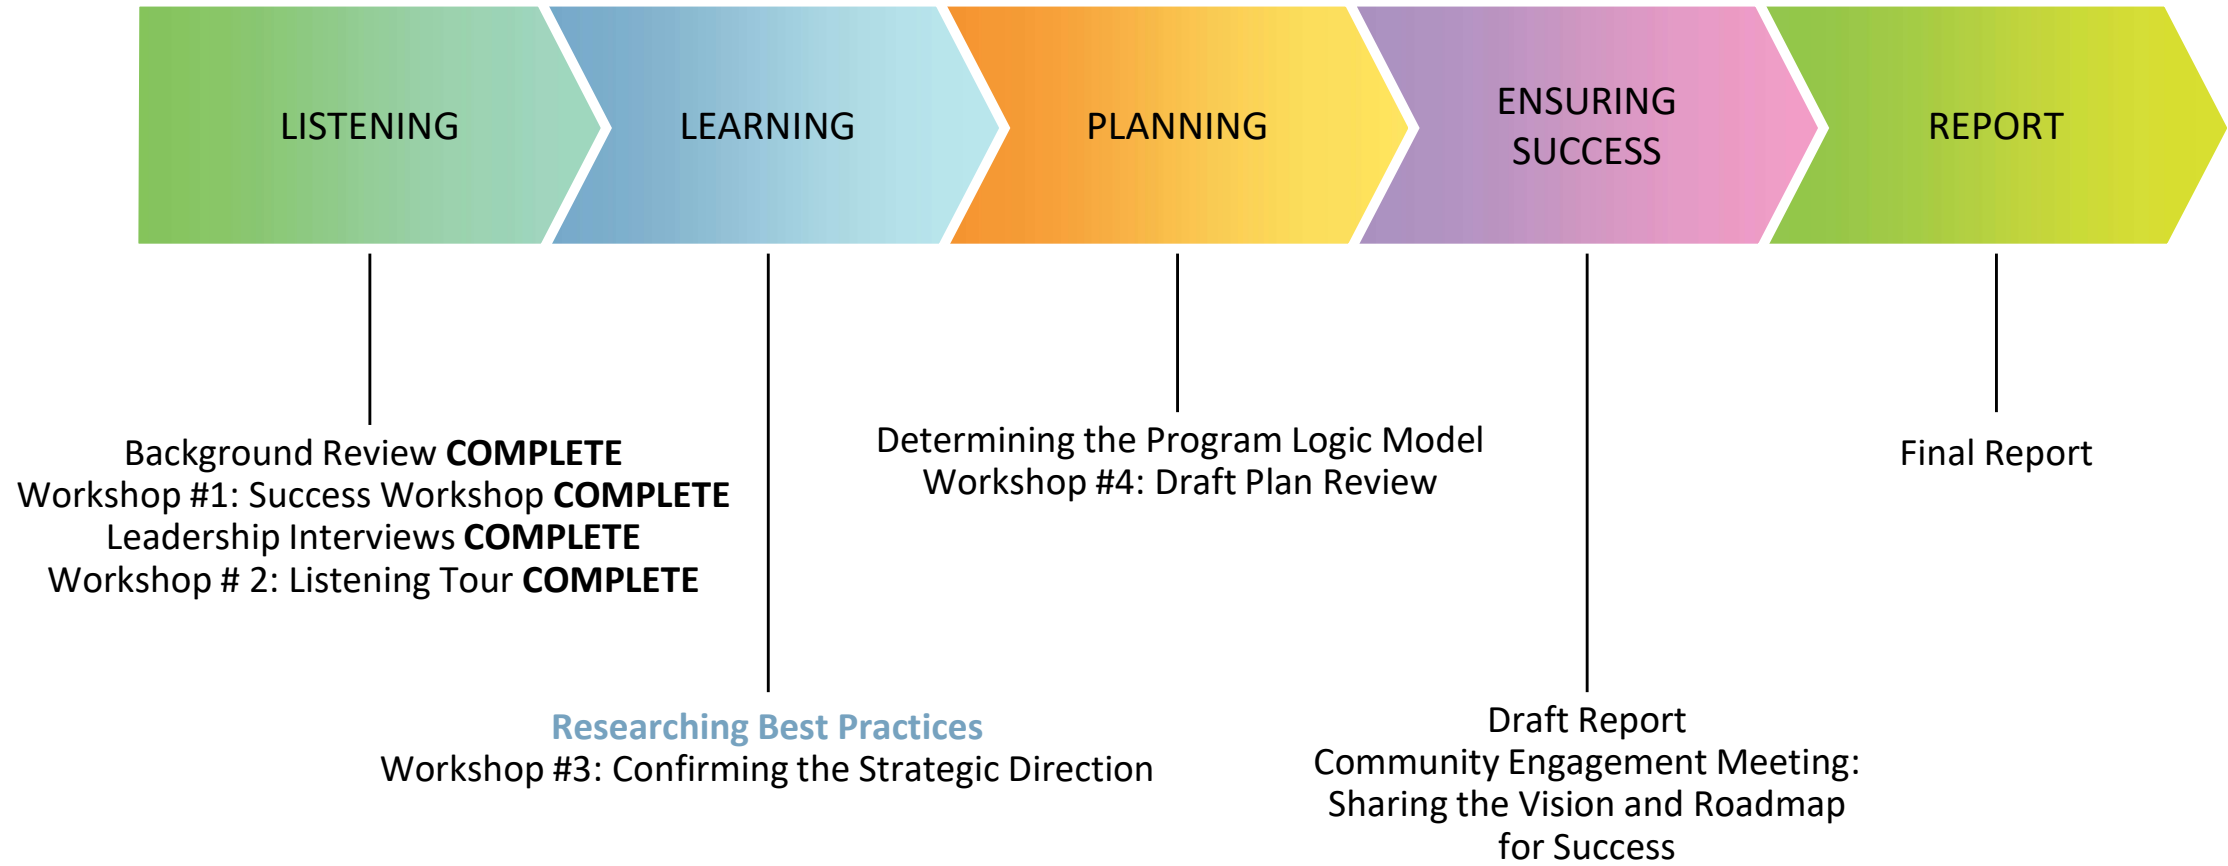 LISTENING
LEARNING
PLANNING
ENSURING
SUCCESS
REPORT
Background Review COMPLETE
Workshop #1: Success Workshop COMPLETE
Leadership Interviews COMPLETE
Workshop # 2: Listening Tour COMPLETE
Researching Best Practices
Workshop #3: Confirming the Strategic Direction
Determining the Program Logic Model
Workshop #4: Draft Plan Review
Draft Report
Community Engagement Meeting:
Sharing the Vision and Roadmap
for Success
Final Report